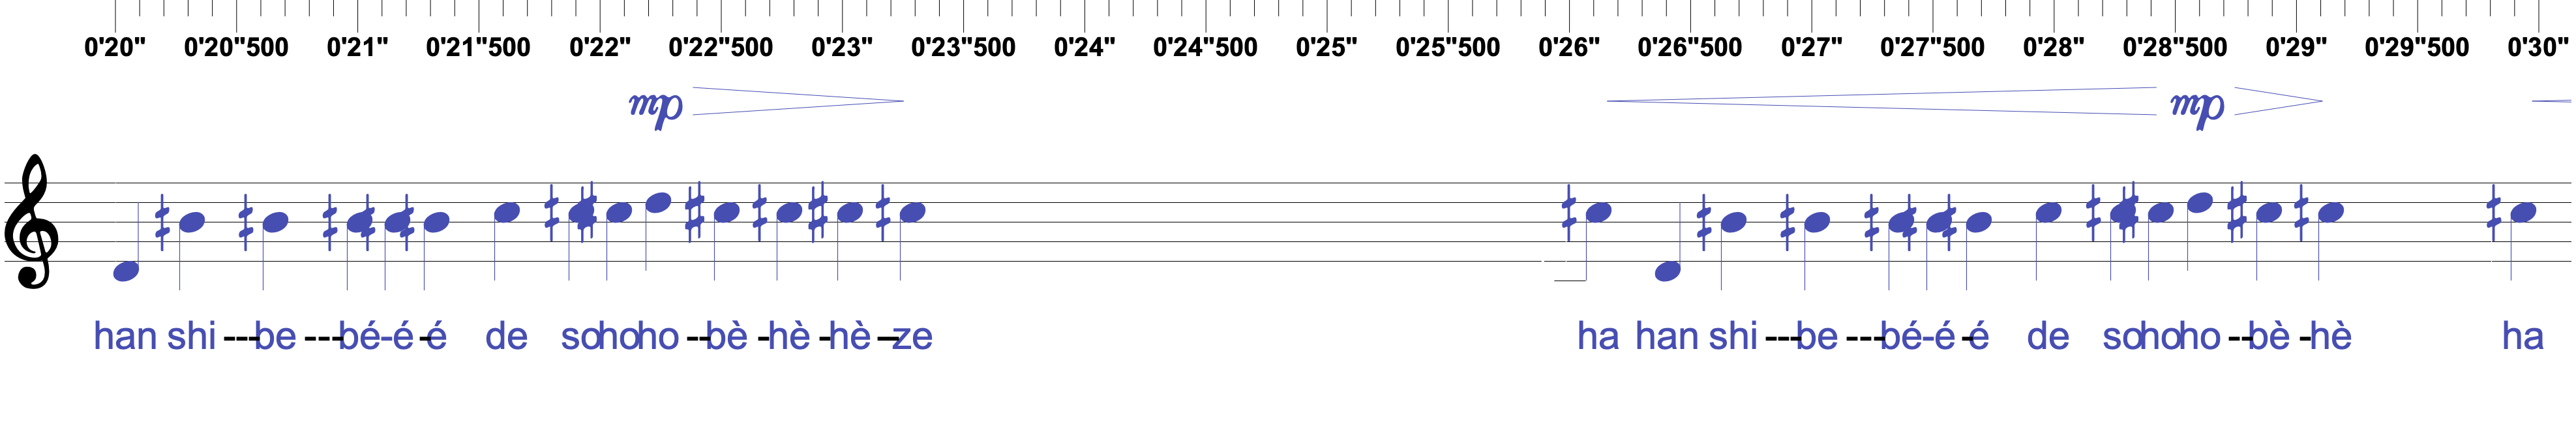 0'20" 0'20"500 0'21" 0'21"500 0'22" 0'22"500 0'23" 0'23"500 0'24" 0'24"500 0'25" 0'25"500 0'26" 0'26"500 0'27" 0'27"500 0'28" 0'28"500 0'29" 0'29"500 0'30"
mp mp
han shi ---be ---bé-é-é de sohoho --bè -hè -hè –ze ha han shi ---be ---bé-é-é de sohoho --bè -hè ha